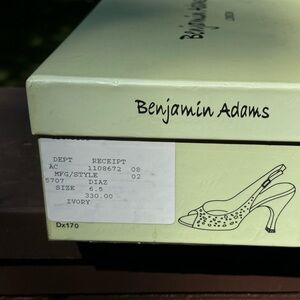 Benjamin Adams
LONDON
Benjamin Adams
DEPT RECEIPT
AC 1108672 08
MFG/STYLE 02
5707 DIAZ
SIZE 6.5
330.00
IVORY
Dx170